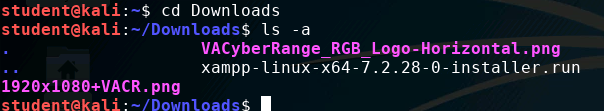 student@kali:~$ cd Downloads
student@kali:~/Downloads$ ls -a
. VACyberRange_RGB_Logo-Horizontal.png
.. xampp-linux-x64-7.2.28-0-installer.run
1920x1080+VACR.png
student@kali:~/Downloads$